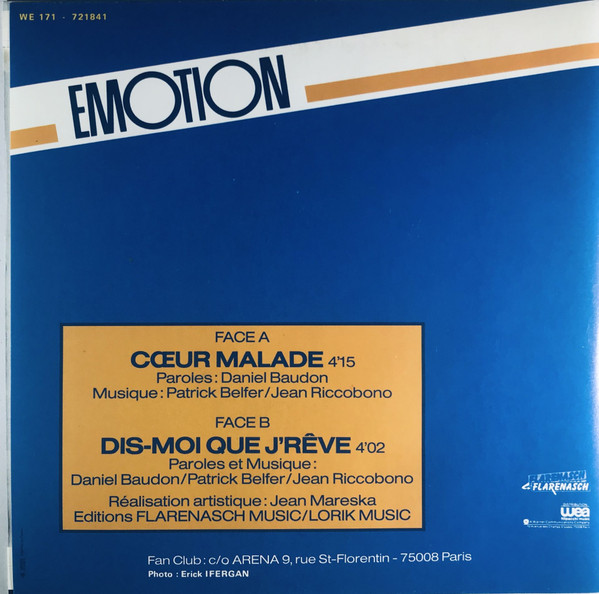 WE 171 - 721841
EMOTION
FACE A
CŒUR MALADE 4'15
Paroles : Daniel Baudon
Musique : Patrick Belfer/Jean Riccobono
FACE B
DIS-MOI QUE J'RÊVE 4'02
Paroles et Musique :
Daniel Baudon/Patrick Belfer/Jean Riccobono
Réalisation artistique : Jean Mareska
Editions FLARENASCH MUSIC/LORIK MUSIC
FLARENASCH
FLARENASCH
DISTRIBUTION
wea
Fan Club : c/o ARENA 9, rue St-Florentin - 75008 Paris
Photo : Erick IFERGAN